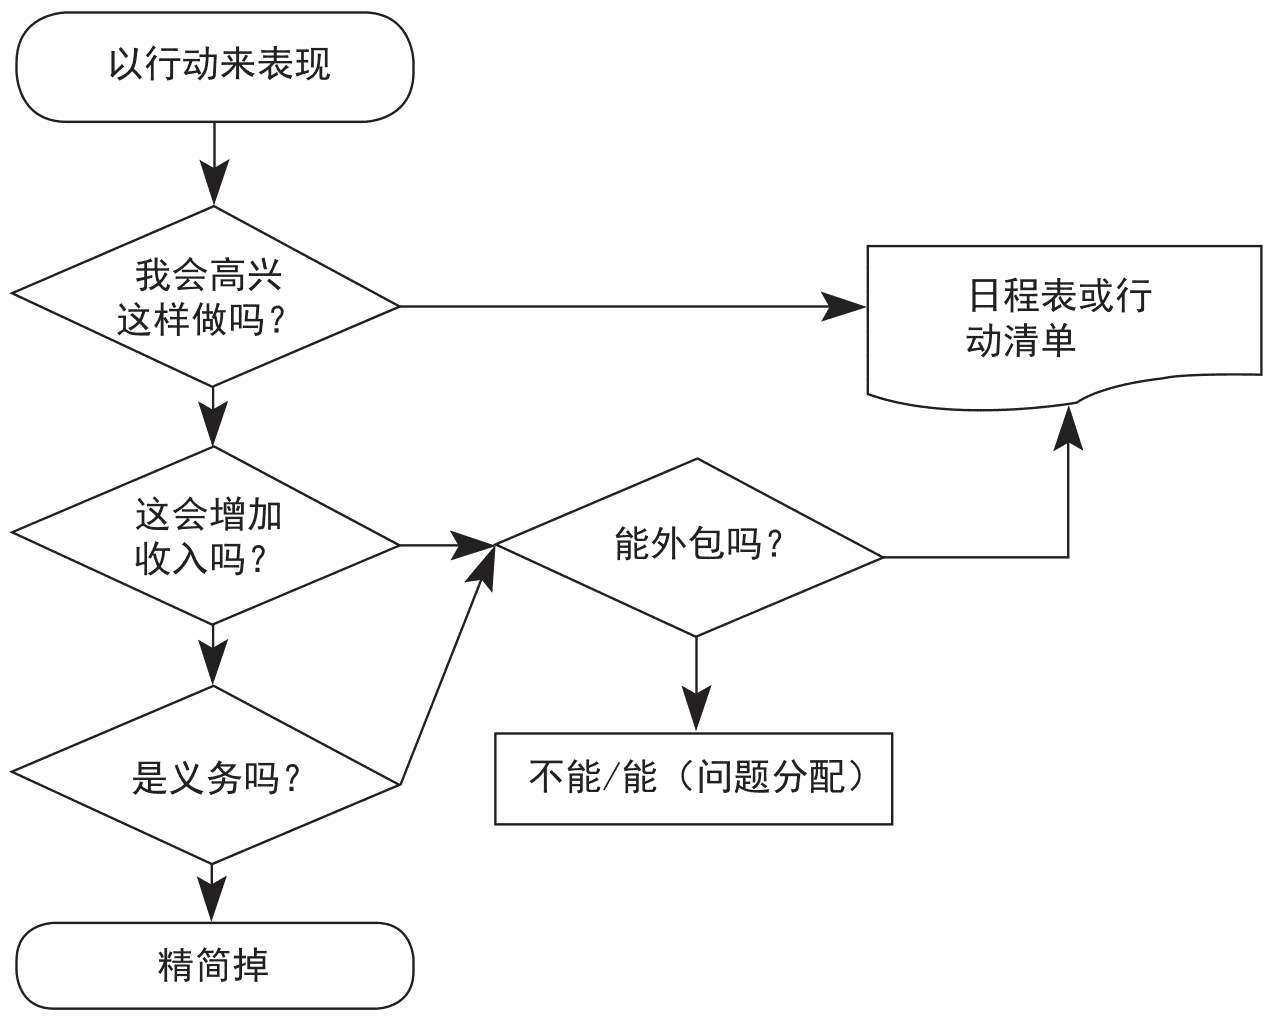 以行动来表现
我会高兴
这样做吗？
日程表或行
动清单
这会增加
收入吗？
能外包吗？
是义务吗？
不能/能（问题分配）
精简掉